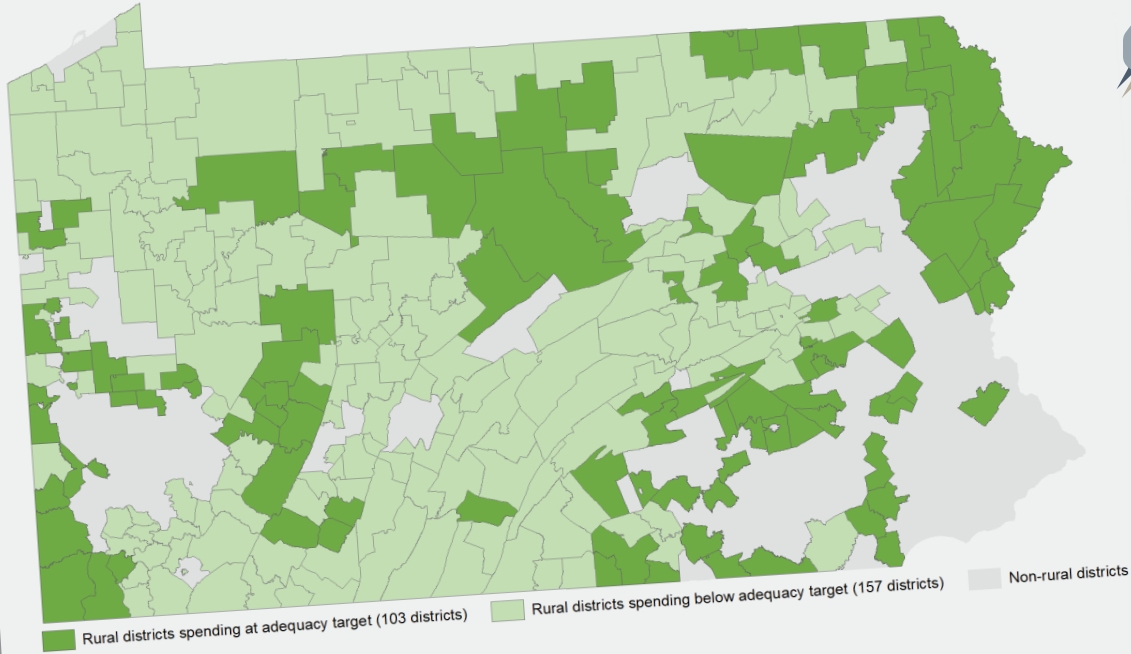 Rural districts spending at adequacy target (103 districts)
Rural districts spending below adequacy target (157 districts)
Non-rural districts